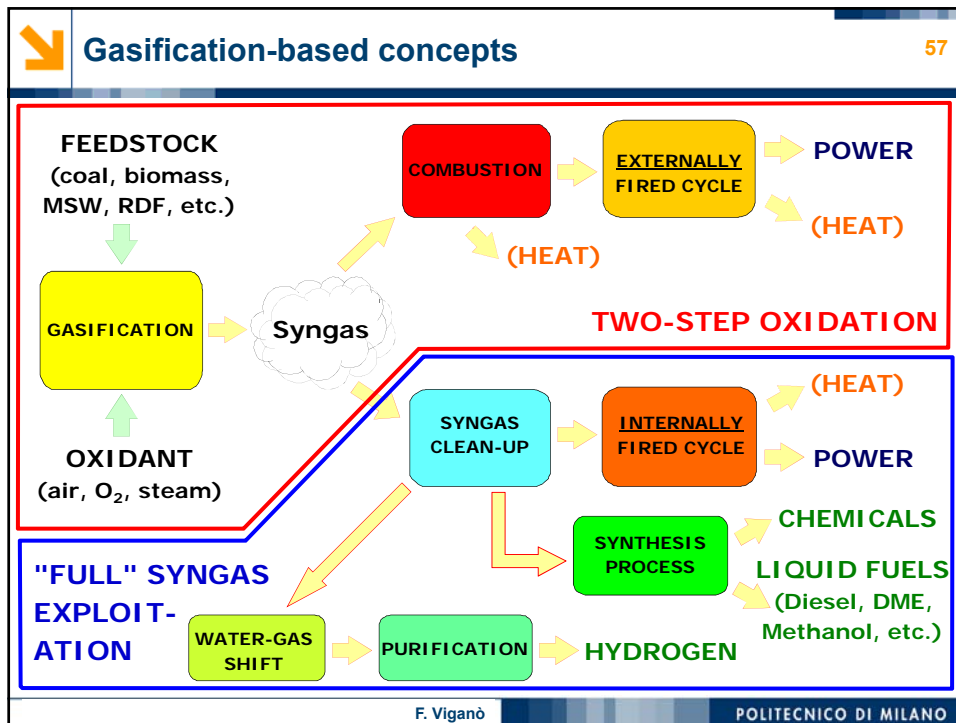 Gasification-based concepts
57
FEEDSTOCK
(coal, biomass,
MSW, RDF, etc.)
COMBUSTION
EXTERNALLY
FIRED CYCLE
POWER
(HEAT)
(HEAT)
GASIFICATION
Syngas
TWO-STEP OXIDATION
OXIDANT
(air, O₂, steam)
SYNGAS
CLEAN-UP
INTERNALLY
FIRED CYCLE
(HEAT)
POWER
SYNTHESIS
PROCESS
CHEMICALS
LIQUID FUELS
(Diesel, DME,
Methanol, etc.)
"FULL" SYNGAS
EXPLOIT-
ATION
WATER-GAS
SHIFT
PURIFICATION
HYDROGEN
F. Viganò
POLITECNICO DI MILANO